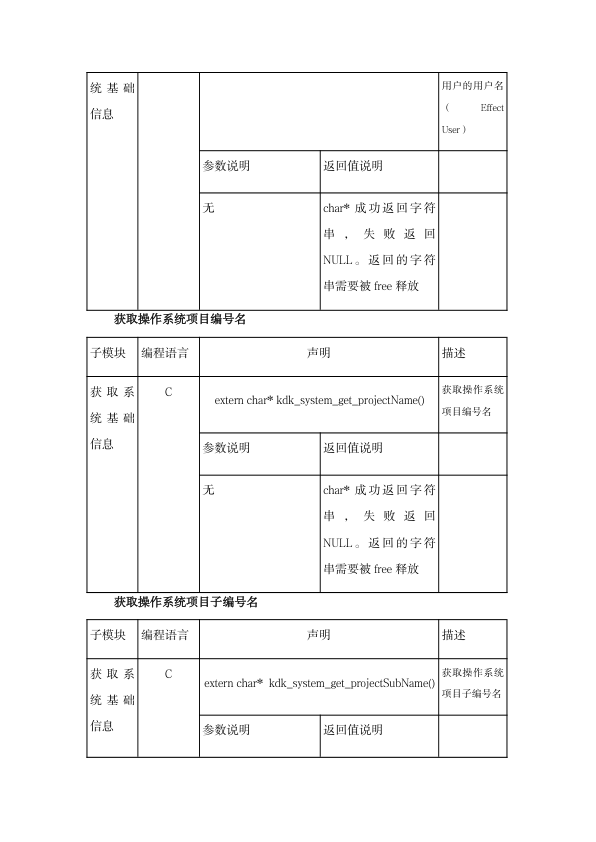 统基础
信息
用户的用户名
（ Effect
User ）
参数说明
返回值说明
无
char* 成功返回字符
串，失败返回
NULL。返回的字符
串需要被 free 释放
获取操作系统项目编号名
子模块 编程语言 声明 描述
获取系
统基础
信息
C
extern char* kdk_system_get_projectName()
获取操作系统
项目编号名
参数说明
返回值说明
无
char* 成功返回字符
串，失败返回
NULL。返回的字符
串需要被 free 释放
获取操作系统项目子编号名
子模块 编程语言 声明 描述
获取系
统基础
信息
C
extern char* kdk_system_get_projectSubName()
获取操作系统
项目子编号名
参数说明
返回值说明